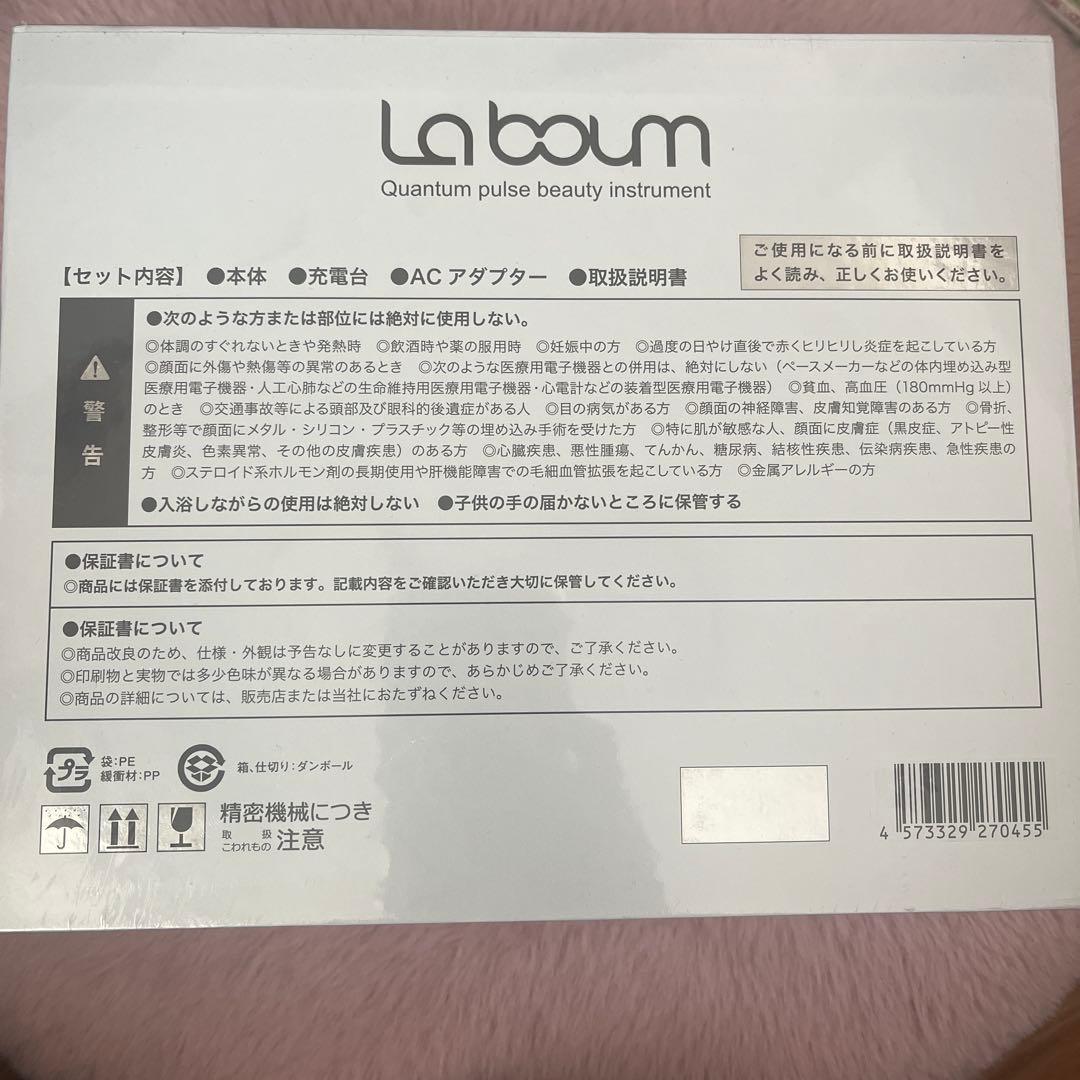 La boum
Quantum pulse beauty instrument
ご使用になる前に取扱説明書を
よく読み、正しくお使いください。
【セット内容】 ●本体 ●充電台 ●AC アダプター ●取扱説明書
警告
●次のような方または部位には絶対に使用しない。
◎体調のすぐれないときや発熱時 ◎飲酒時や薬の服用時 ◎妊娠中の方 ◎過度の日やけ直後で赤くヒリヒリし炎症を起こしている方
◎顔面に外傷や熱傷等の異常のあるとき ◎次のような医療用電子機器との併用は、絶対にしない（ペースメーカーなどの体内埋め込み型
医療用電子機器・人工心肺などの生命維持用医療用電子機器・心電計などの装着型医療用電子機器） ◎貧血、高血圧（180mmHg 以上）
のとき ◎交通事故等による頭部及び眼科的後遺症がある人 ◎目の病気がある方 ◎顔面の神経障害、皮膚知覚障害のある方 ◎骨折、
整形等で顔面にメタル・シリコン・プラスチック等の埋め込み手術を受けた方 ◎特に肌が敏感な人、顔面に皮膚症（黒皮症、アトピー性
皮膚炎、色素異常、その他の皮膚疾患）のある方 ◎心臓疾患、悪性腫瘍、てんかん、糖尿病、結核性疾患、伝染病疾患、急性疾患の
方 ◎ステロイド系ホルモン剤の長期使用や肝機能障害での毛細血管拡張を起こしている方 ◎金属アレルギーの方
●入浴しながらの使用は絶対しない ●子供の手の届かないところに保管する
●保証書について
◎商品には保証書を添付しております。記載内容をご確認いただき大切に保管してください。
●保証書について
◎商品改良のため、仕様・外観は予告なしに変更することがありますので、ご了承ください。
◎印刷物と実物では多少色味が異なる場合がありますので、あらかじめご了承ください。
◎商品の詳細については、販売店または当社におたずねください。
プラ
袋:PE
緩衝材:PP
箱、仕切り:ダンボール
精密機械につき
取扱
こわれもの 注意
4 573329 270455